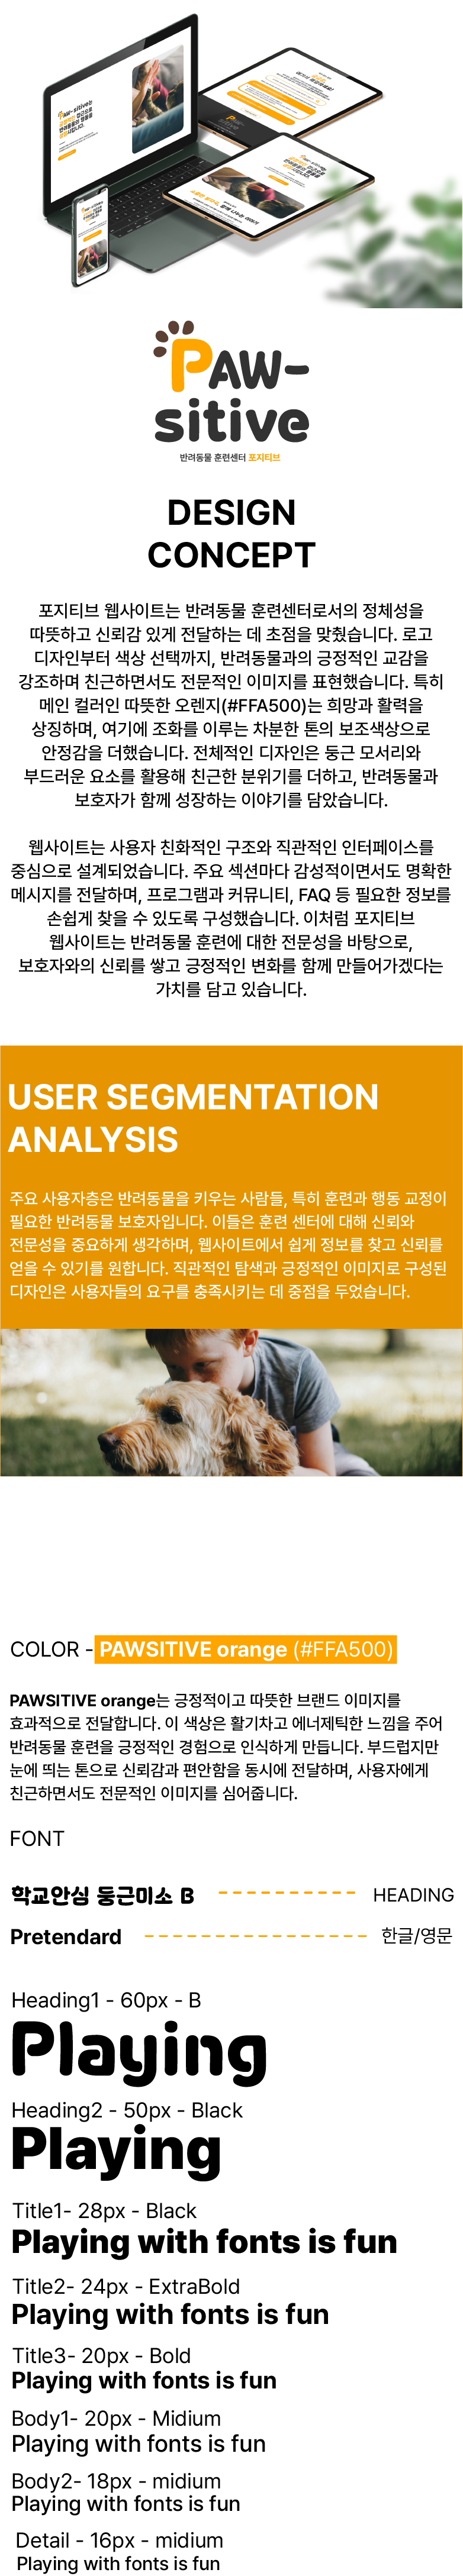 PAW-
sitive
반려동물 훈련센터 포지티브
DESIGN
CONCEPT
포지티브 웹사이트는 반려동물 훈련센터로서의 정체성을
따뜻하고 신뢰감 있게 전달하는 데 초점을 맞췄습니다. 로고
디자인부터 색상 선택까지, 반려동물과의 긍정적인 교감을
강조하며 친근하면서도 전문적인 이미지를 표현했습니다. 특히
메인 컬러인 따뜻한 오렌지(#FFA500)는 희망과 활력을
상징하며, 여기에 조화를 이루는 차분한 톤의 보조색상으로
안정감을 더했습니다. 전체적인 디자인은 둥근 모서리와
부드러운 요소를 활용해 친근한 분위기를 더하고, 반려동물과
보호자가 함께 성장하는 이야기를 담았습니다.
웹사이트는 사용자 친화적인 구조와 직관적인 인터페이스를
중심으로 설계되었습니다. 주요 섹션마다 감성적이면서도 명확한
메시지를 전달하며, 프로그램과 커뮤니티, FAQ 등 필요한 정보를
손쉽게 찾을 수 있도록 구성했습니다. 이처럼 포지티브
웹사이트는 반려동물 훈련에 대한 전문성을 바탕으로,
보호자와의 신뢰를 쌓고 긍정적인 변화를 함께 만들어가겠다는
가치를 담고 있습니다.
USER SEGMENTATION
ANALYSIS
주요 사용자층은 반려동물을 키우는 사람들, 특히 훈련과 행동 교정이
필요한 반려동물 보호자입니다. 이들은 훈련 센터에 대해 신뢰와
전문성을 중요하게 생각하며, 웹사이트에서 쉽게 정보를 찾고 신뢰를
얻을 수 있기를 원합니다. 직관적인 탐색과 긍정적인 이미지로 구성된
디자인은 사용자들의 요구를 충족시키는 데 중점을 두었습니다.
COLOR - PAWSITIVE orange (#FFA500)
PAWSITIVE orange는 긍정적이고 따뜻한 브랜드 이미지를
효과적으로 전달합니다. 이 색상은 활기차고 에너제틱한 느낌을 주어
반려동물 훈련을 긍정적인 경험으로 인식하게 만듭니다. 부드럽지만
눈에 띄는 톤으로 신뢰감과 편안함을 동시에 전달하며, 사용자에게
친근하면서도 전문적인 이미지를 심어줍니다.
FONT
학교안심 둥근미소 B HEADING
Pretendard 한글/영문
Heading1 - 60px - B
Playing
Heading2 - 50px - Black
Playing
Title1- 28px - Black
Playing with fonts is fun
Title2- 24px - ExtraBold
Playing with fonts is fun
Title3- 20px - Bold
Playing with fonts is fun
Body1- 20px - Midium
Playing with fonts is fun
Body2- 18px - midium
Playing with fonts is fun
Detail - 16px - midium
Playing with fonts is fun